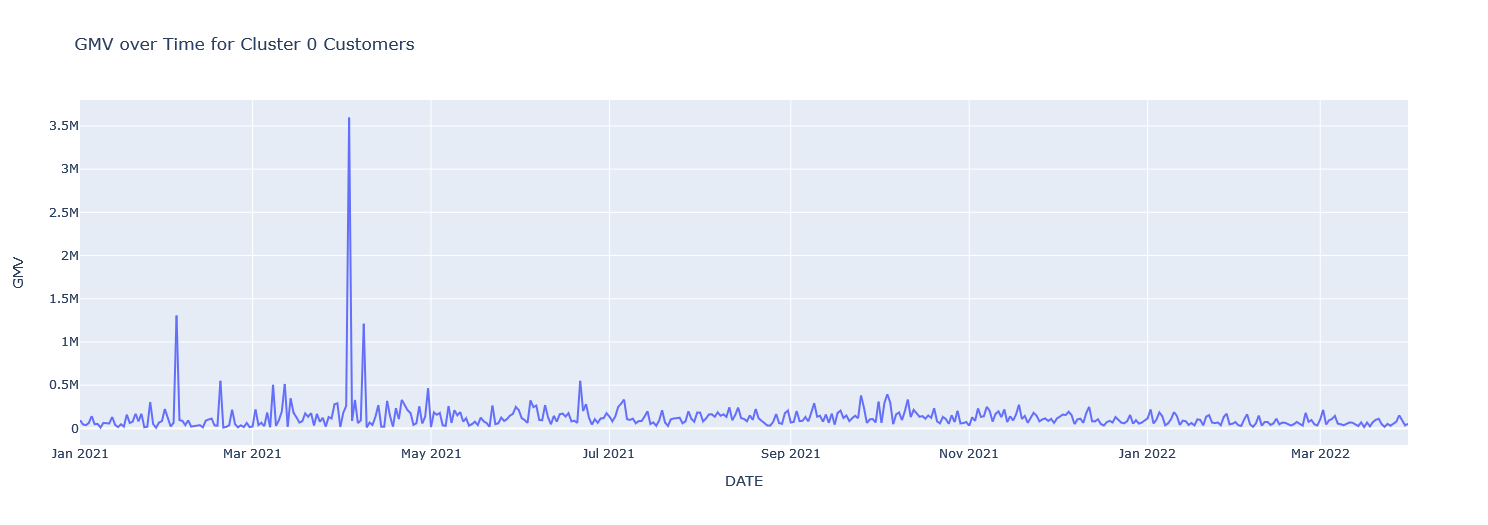 GMV over Time for Cluster 0 Customers
3.5M
3M
2.5M
2M
1.5M
1M
0.5M
0
GMV
Jan 2021
Mar 2021
May 2021
Jul 2021
Sep 2021
Nov 2021
Jan 2022
Mar 2022
DATE